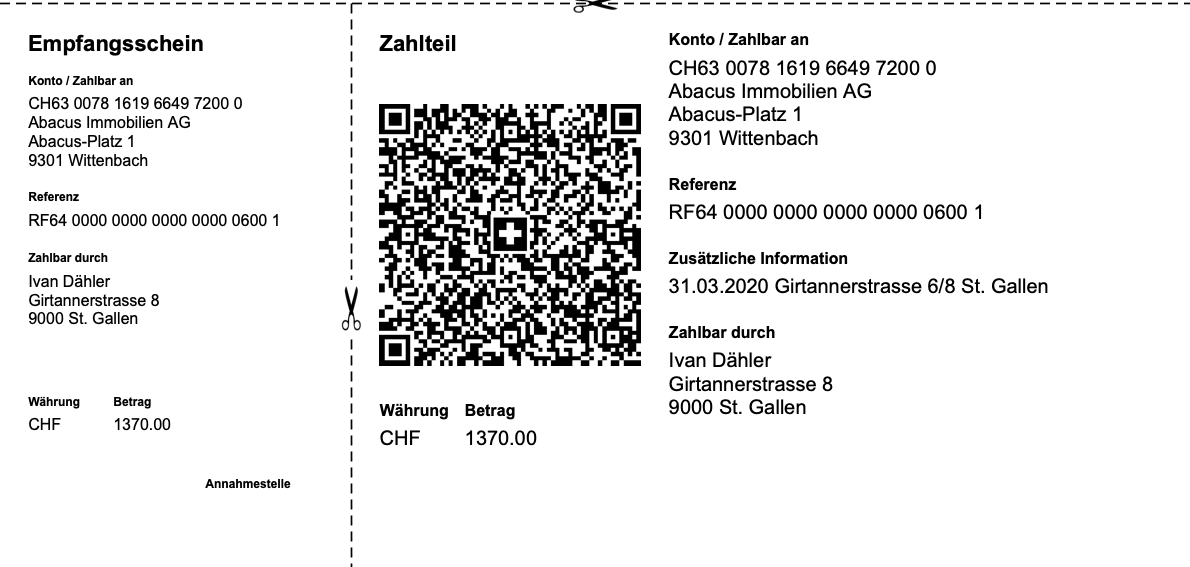 Empfangsschein
Konto / Zahlbar an
CH63 0078 1619 6649 7200 0
Abacus Immobilien AG
Abacus-Platz 1
9301 Wittenbach
Referenz
RF64 0000 0000 0000 0000 0600 1
Zahlbar durch
Ivan Dähler
Girtannerstrasse 8
9000 St. Gallen
Währung Betrag
CHF 1370.00
Annahmestelle
Zahlteil
Währung Betrag
CHF 1370.00
Konto / Zahlbar an
CH63 0078 1619 6649 7200 0
Abacus Immobilien AG
Abacus-Platz 1
9301 Wittenbach
Referenz
RF64 0000 0000 0000 0000 0600 1
Zusätzliche Information
31.03.2020 Girtannerstrasse 6/8 St. Gallen
Zahlbar durch
Ivan Dähler
Girtannerstrasse 8
9000 St. Gallen